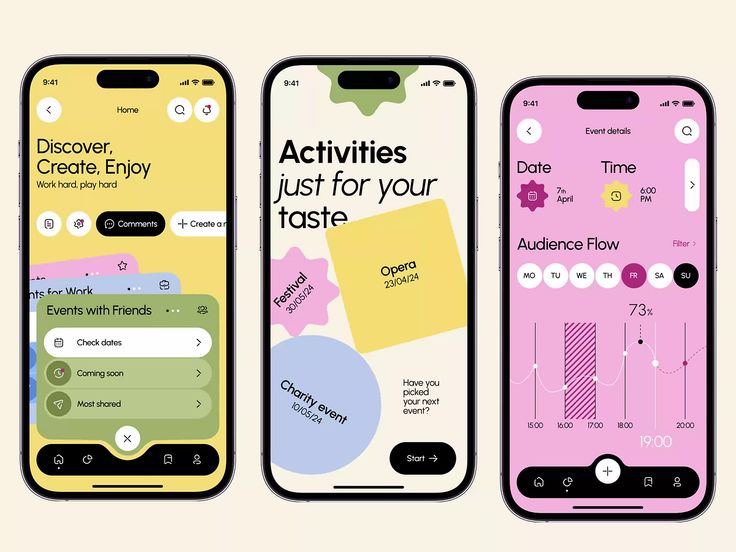 9:41
Home
Discover,
Create, Enjoy
Work hard, play hard
Comments
Create a
nts for Work
Events with Friends
Check dates
Coming soon
Most shared
9:41
Activities
just for your
taste
Opera
23/04/24
Festival
30/05/24
Charity event
10/05/24
Have you
picked
your next
event?
Start
9:41
Event details
Date
Time
7th
April
6:00
PM
Audience Flow
Filter
MO TU WE TH FR SA SU
73%
15:00 16:00 17:00 18:00 20:00
19:00